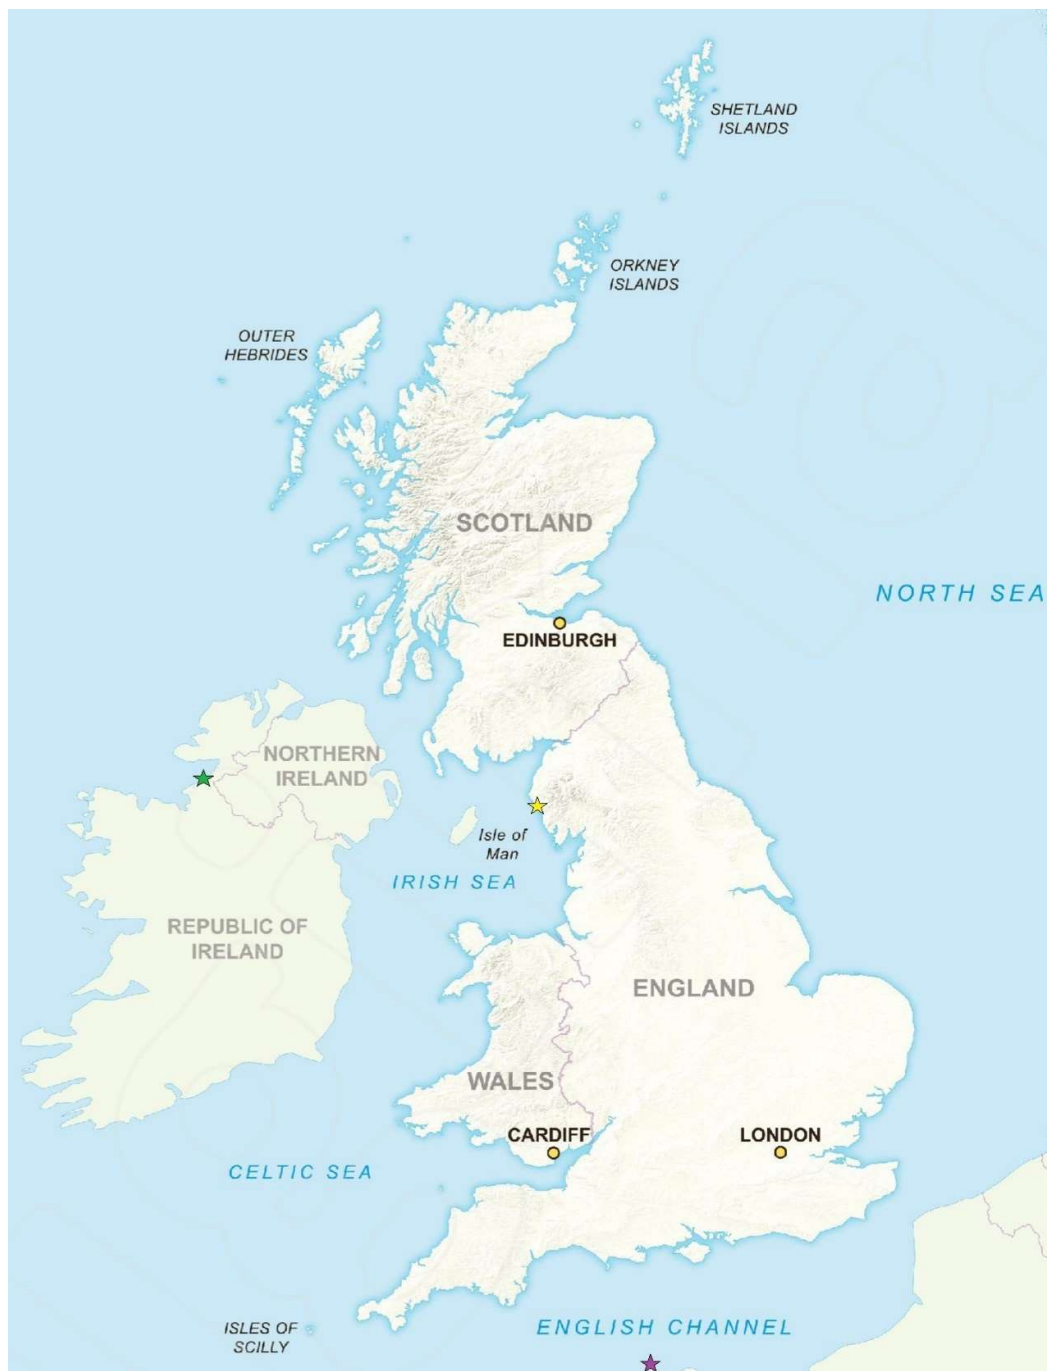 SHETLAND
ISLANDS
ORKNEY
ISLANDS
OUTER
HEBRIDES
SCOTLAND
NORTH SEA
EDINBURGH
NORTHERN
IRELAND
Isle of
Man
IRISH SEA
REPUBLIC OF
IRELAND
ENGLAND
WALES
CARDIFF
LONDON
CELTIC SEA
ISLES OF
SCILLY
ENGLISH CHANNEL